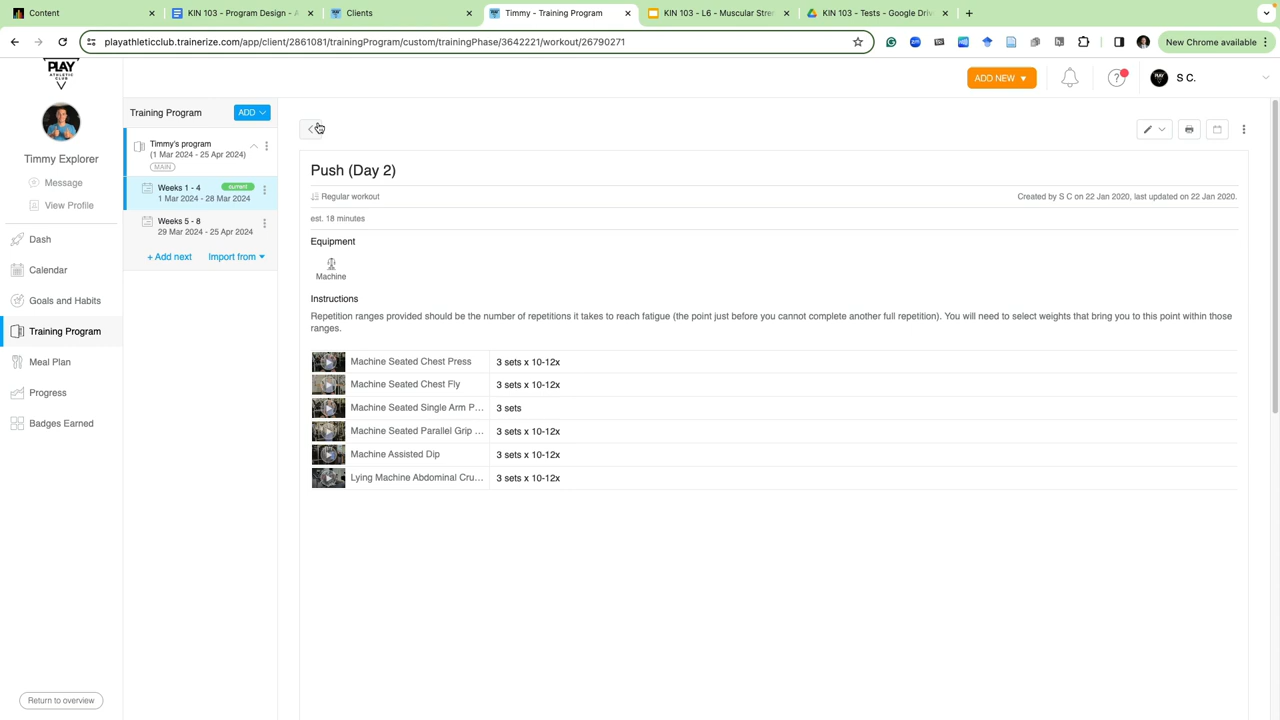 Content
KIN 103 - Program Design - A
Clients
Timmy - Training Program
KIN 103 - L6 - Muscular Stren
KIN 103 - Tests - Google Driv
playathleticclub.trainerize.com/app/client/2861081/trainingProgram/custom/trainingPhase/3642221/workout/26790271
New Chrome available
PLAY
ATHLETIC
CLUB
ADD NEW
S C.
Timmy Explorer
Message
View Profile
Dash
Calendar
Goals and Habits
Training Program
Meal Plan
Progress
Badges Earned
Return to overview
Training Program
ADD
Timmy's program
(1 Mar 2024 - 25 Apr 2024)
MAIN
Weeks 1 - 4
current
1 Mar 2024 - 28 Mar 2024
Weeks 5 - 8
29 Mar 2024 - 25 Apr 2024
+ Add next
Import from
Push (Day 2)
Regular workout
Created by S C on 22 Jan 2020, last updated on 22 Jan 2020.
est. 18 minutes
Equipment
Machine
Instructions
Repetition ranges provided should be the number of repetitions it takes to reach fatigue (the point just before you cannot complete another full repetition). You will need to select weights that bring you to this point within those
ranges.
Machine Seated Chest Press 3 sets x 10-12x
Machine Seated Chest Fly 3 sets x 10-12x
Machine Seated Single Arm P... 3 sets
Machine Seated Parallel Grip ... 3 sets x 10-12x
Machine Assisted Dip 3 sets x 10-12x
Lying Machine Abdominal Cru... 3 sets x 10-12x